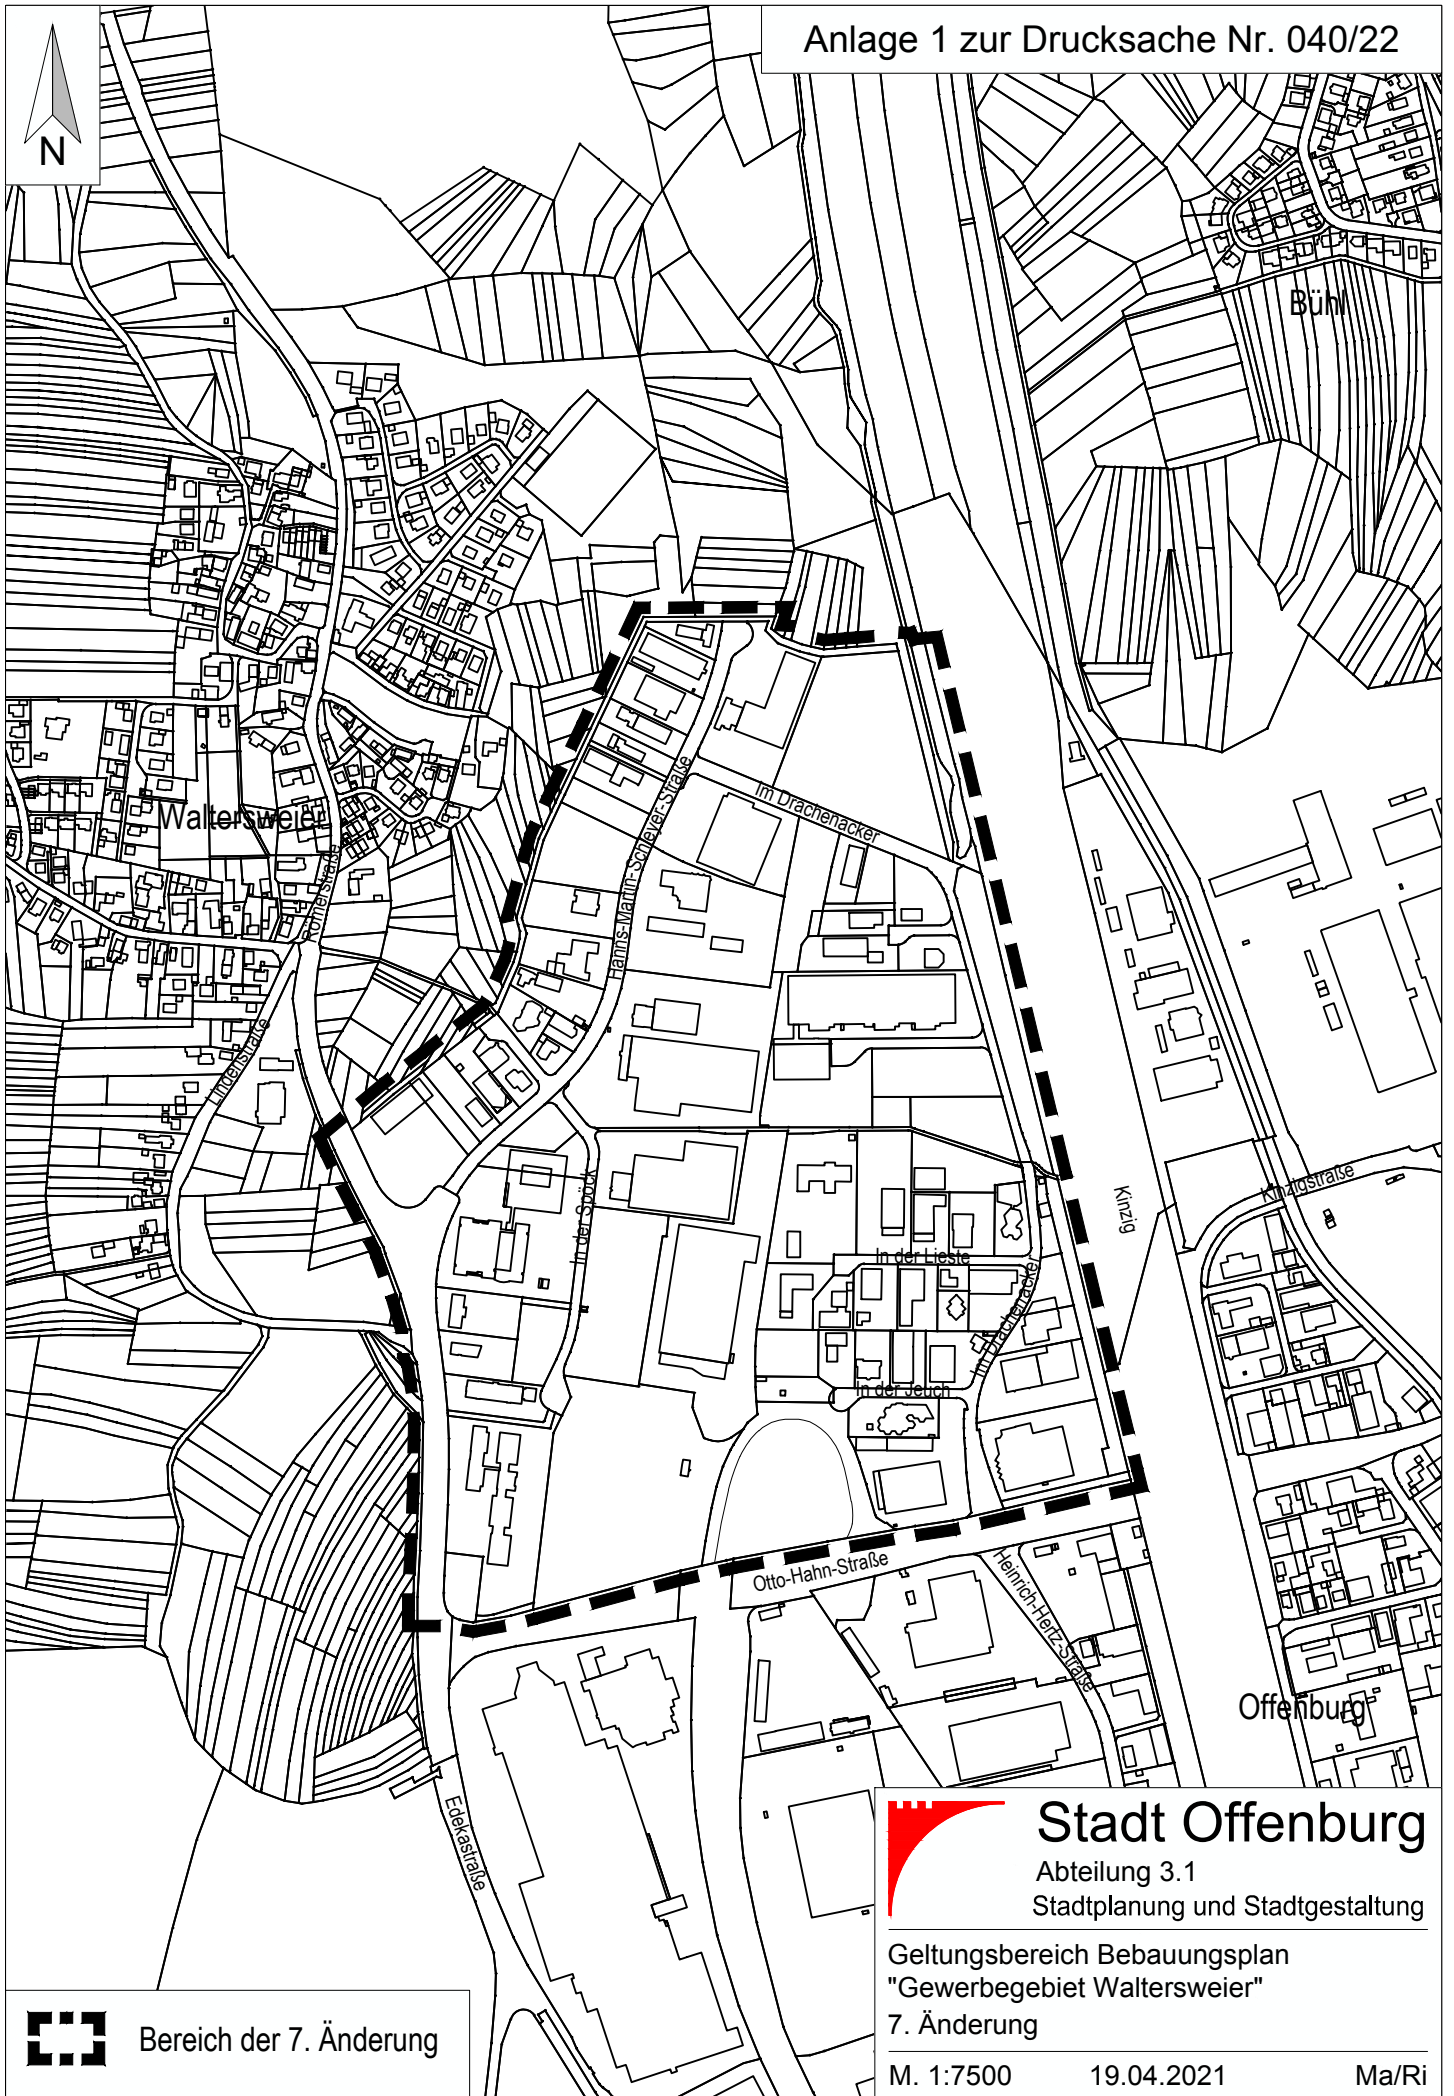 Anlage 1 zur Drucksache Nr. 040/22
N
Bühl
Waltersweier
Römerstraße
Lindenstraße
Hanns-Martin-Schleyer-Straße
Im Drachenacker
In der Spöck
In der Lieste
Im Drachenacker
In der Jeuch
Kinzig
Kinzigstraße
Otto-Hahn-Straße
Heinrich-Hertz-Straße
Offenburg
Edekastraße
Stadt Offenburg
Abteilung 3.1
Stadtplanung und Stadtgestaltung
Geltungsbereich Bebauungsplan
"Gewerbegebiet Waltersweier"
7. Änderung
M. 1:7500 19.04.2021 Ma/Ri
Bereich der 7. Änderung